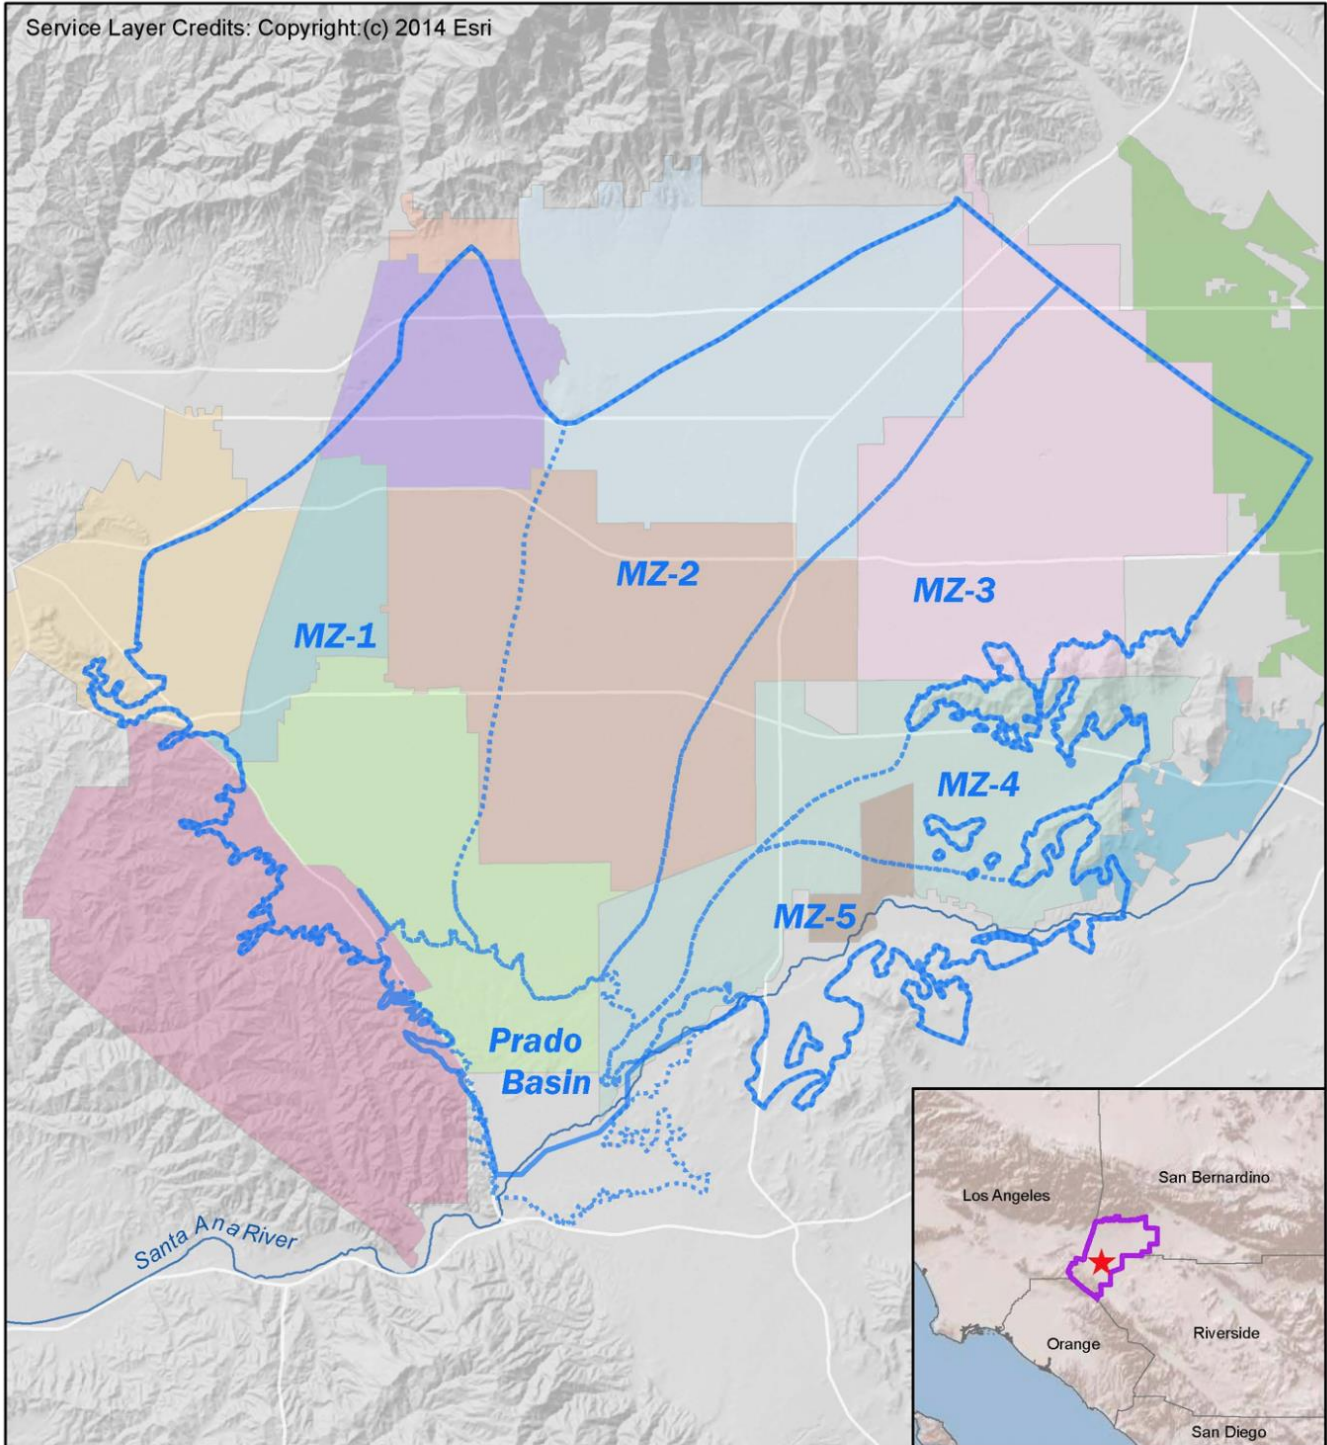 Service Layer Credits: Copyright:(c) 2014 Esri
MZ-2
MZ-3
MZ-1
MZ-4
MZ-5
Prado
Basin
Santa Ana River
San Bernardino
Los Angeles
Riverside
Orange
San Diego